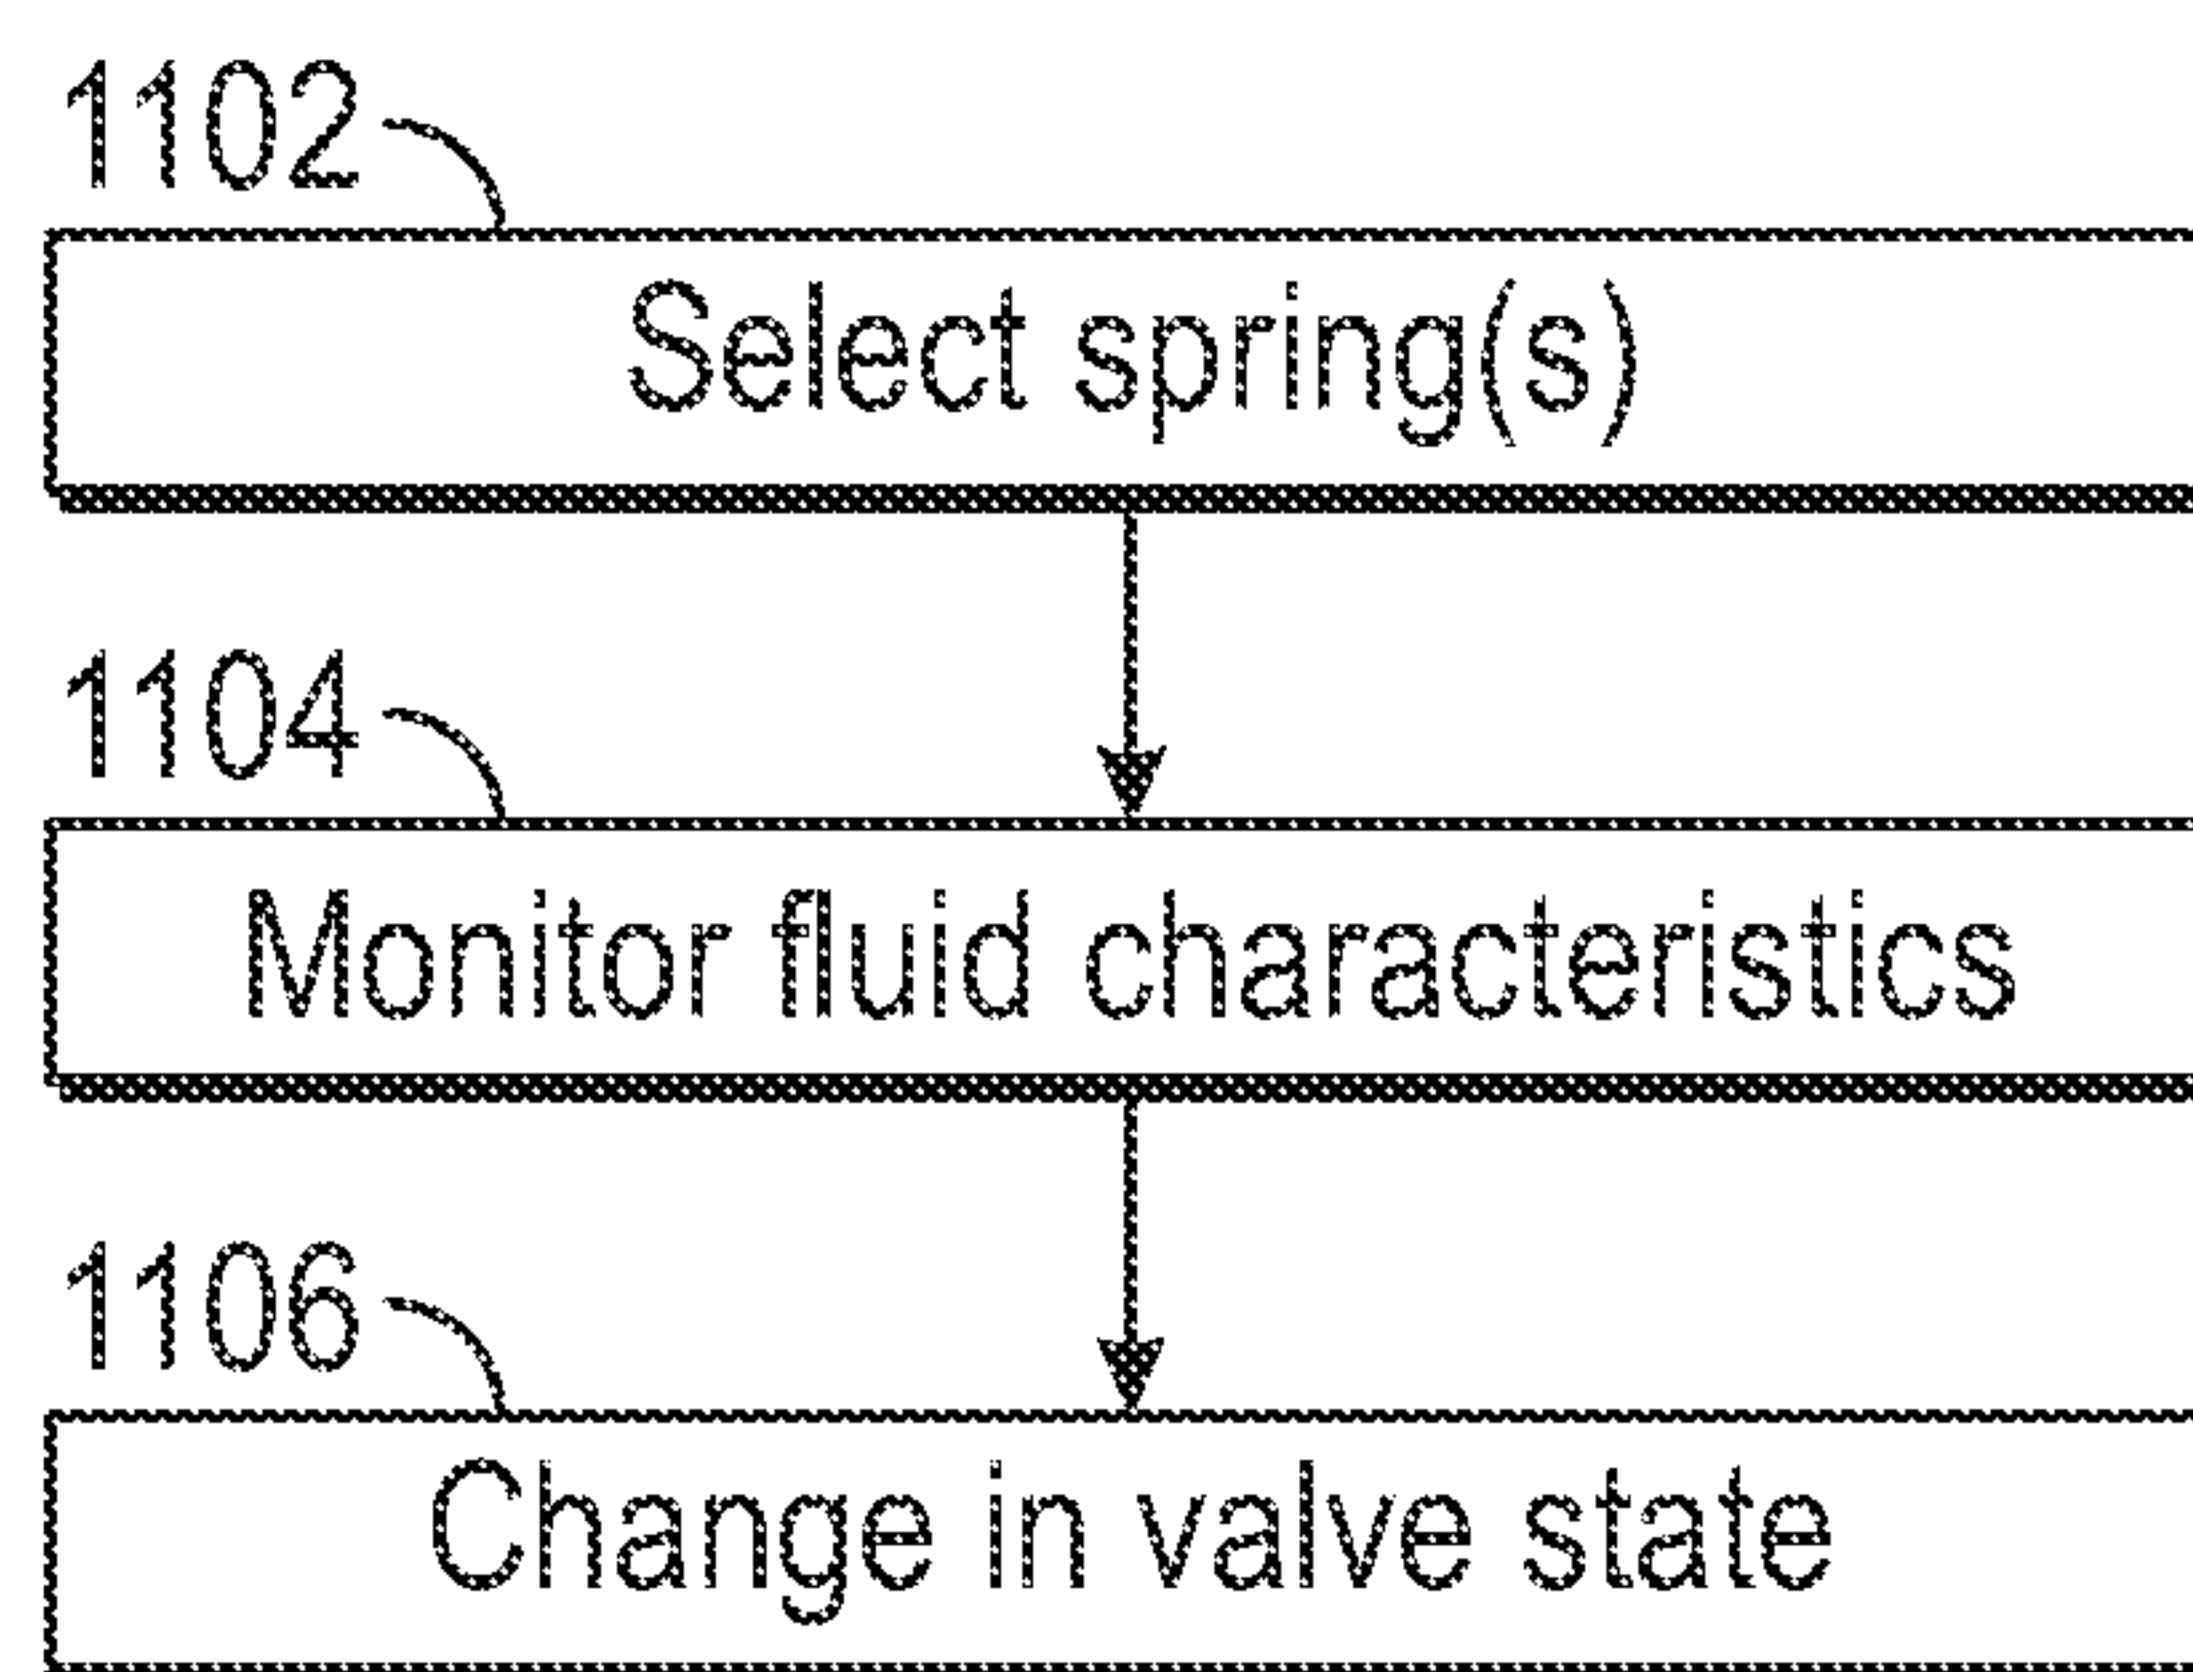 1102
Select spring(s)
1104
Monitor fluid characteristics
1106
Change in valve state